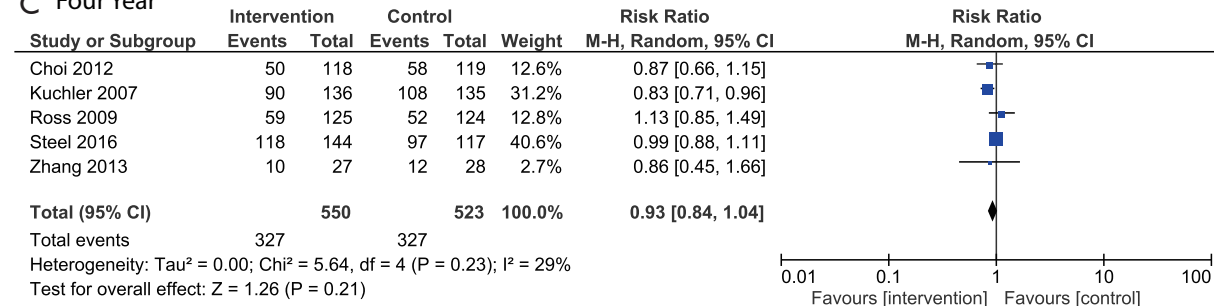 C Four Year
Intervention Control Risk Ratio Risk Ratio
Study or Subgroup Events Total Events Total Weight M-H, Random, 95% CI M-H, Random, 95% CI
Choi 2012 50 118 58 119 12.6% 0.87 [0.66, 1.15]
Kuchler 2007 90 136 108 135 31.2% 0.83 [0.71, 0.96]
Ross 2009 59 125 52 124 12.8% 1.13 [0.85, 1.49]
Steel 2016 118 144 97 117 40.6% 0.99 [0.88, 1.11]
Zhang 2013 10 27 12 28 2.7% 0.86 [0.45, 1.66]
Total (95% CI) 550 523 100.0% 0.93 [0.84, 1.04]
Total events 327 327
Heterogeneity: Tau² = 0.00; Chi² = 5.64, df = 4 (P = 0.23); I² = 29%
Test for overall effect: Z = 1.26 (P = 0.21)
0.01 0.1 1 10 100
Favours [intervention] Favours [control]